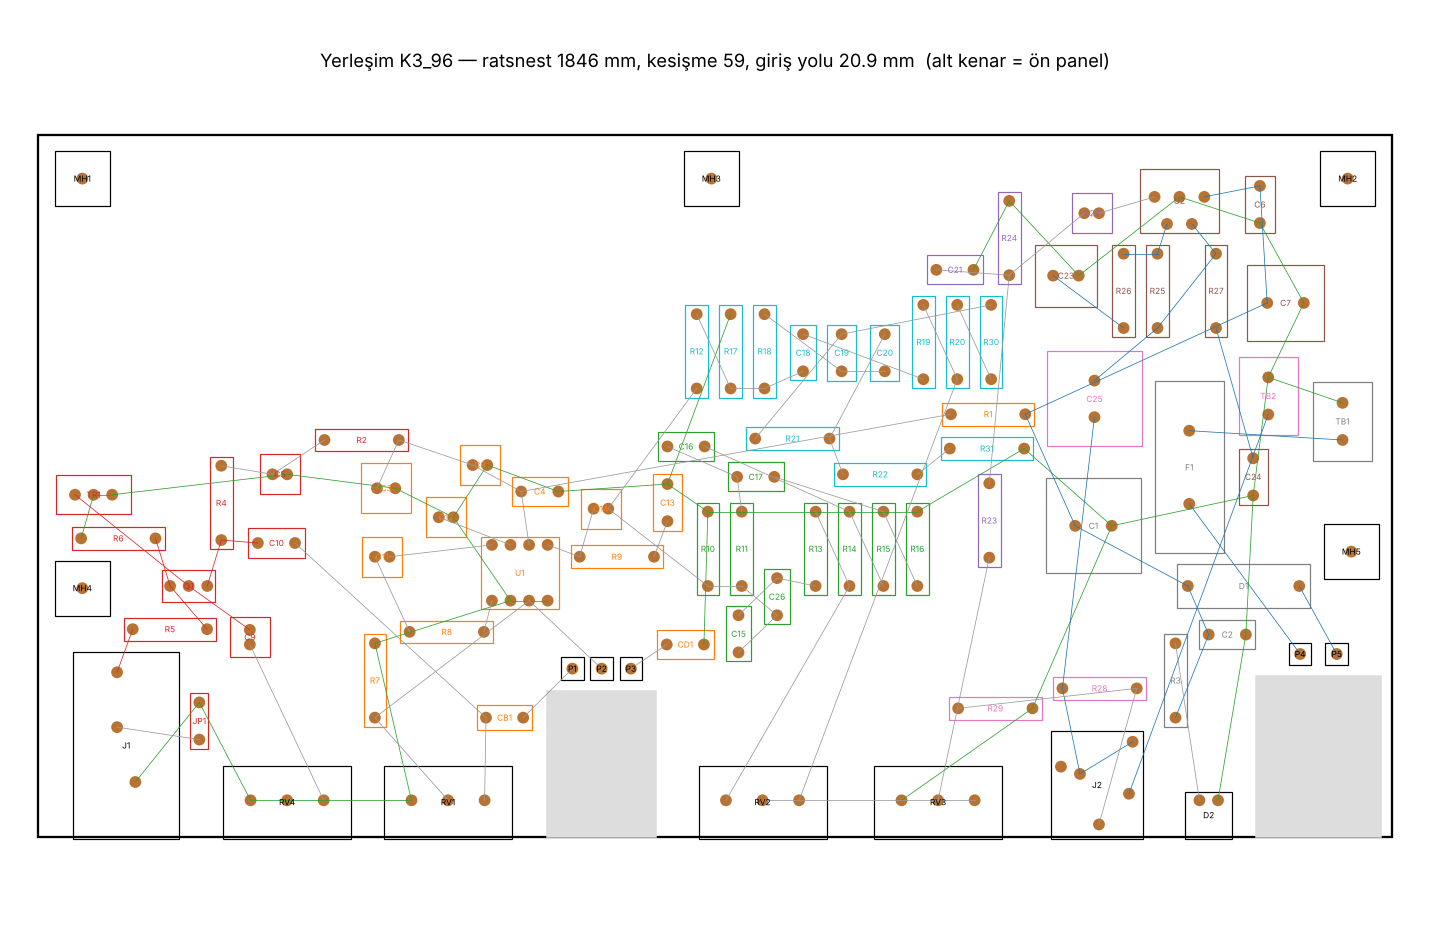 Yerleşim K3_96 — ratsnest 1846 mm, kesişme 59, giriş yolu 20.9 mm (alt kenar = ön panel)
MH1
MH3
MH2
R24
C6
C21
C23
R26
R25
R27
C7
R12
R17
R18
C18
C19
C20
R19
R20
R30
C25
TB2
TB1
R1
R2
R21
C16
R31
F1
R4
C17
R22
C24
C4
C13
R23
C1
R6
C10
R9
R10
R11
R13
R14
R15
R16
MH5
U1
MH4
D1
C26
R5
C9
R8
C15
C2
CD1
P1
P2
P3
P4
P5
R7
R3
R28
R29
JP1
CB1
J1
J2
RV4
RV1
RV2
RV3
D2